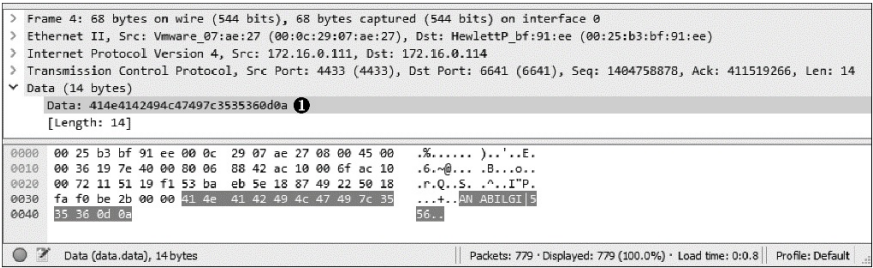 > Frame 4: 68 bytes on wire (544 bits), 68 bytes captured (544 bits) on interface 0
> Ethernet II, Src: Vmware_07:ae:27 (00:0c:29:07:ae:27), Dst: HewlettP_bf:91:ee (00:25:b3:bf:91:ee)
> Internet Protocol Version 4, Src: 172.16.0.111, Dst: 172.16.0.114
> Transmission Control Protocol, Src Port: 4433 (4433), Dst Port: 6641 (6641), Seq: 1404758878, Ack: 411519266, Len: 14
Data (14 bytes)
Data: 414e4142494c47497c3535360d0a ❶
[Length: 14]
0000 00 25 b3 bf 91 ee 00 0c 29 07 ae 27 08 00 45 00 .%...... )..'..E.
0010 00 36 19 7e 40 00 80 06 88 42 ac 10 00 6f ac 10 .6.~@... .B...o..
0020 00 72 11 51 19 f1 53 ba eb 5e 18 87 49 22 50 18 .r.Q..S. .^..I"P.
0030 fa f0 be 2b 00 00 41 4e 41 42 49 4c 47 49 7c 35 ...+..AN ABILGI|5
0040 35 36 0d 0a 56..
Data (data.data), 14 bytes Packets: 779 · Displayed: 779 (100.0%) · Load time: 0:0.8 Profile: Default